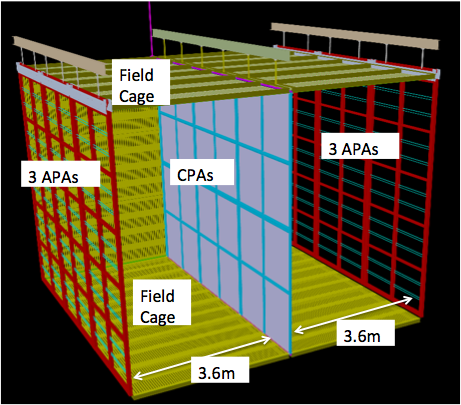 Field
Cage
3 APAs
CPAs
3 APAs
Field
Cage
3.6m
3.6m